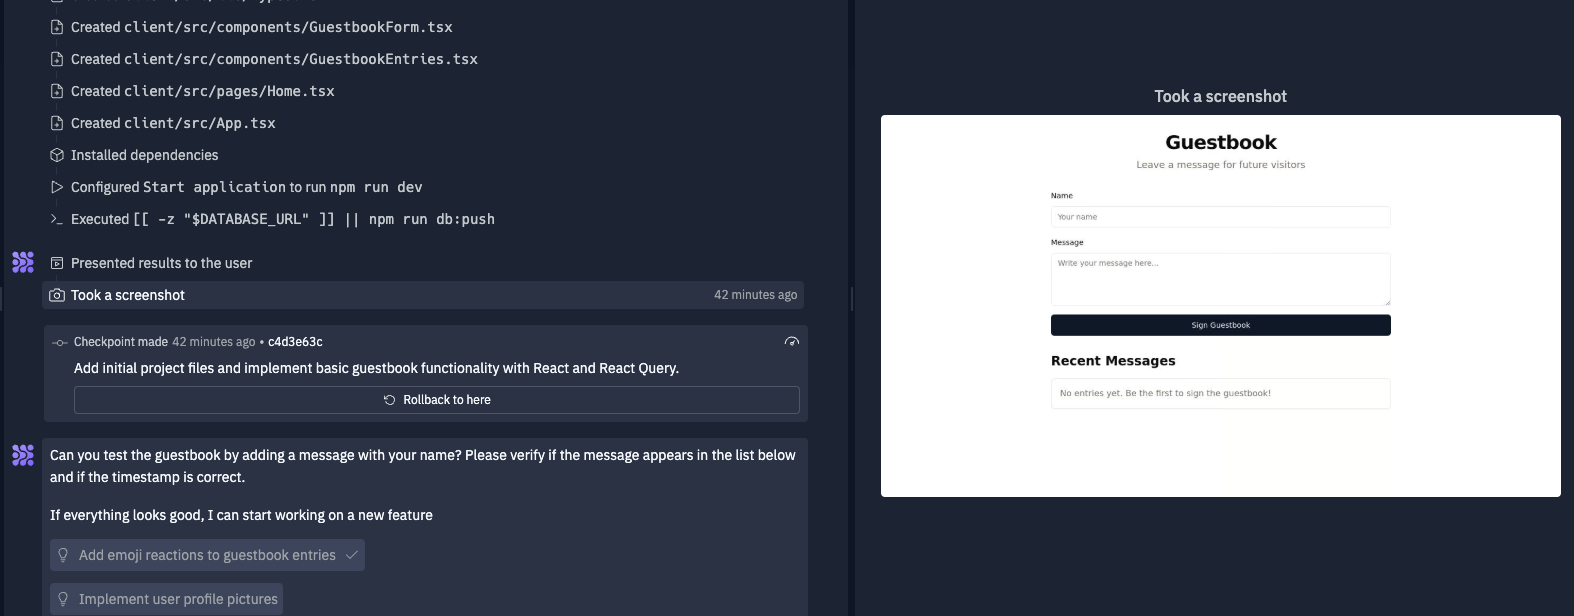 Created client/src/components/GuestbookForm.tsx
Created client/src/components/GuestbookEntries.tsx
Created client/src/pages/Home.tsx
Created client/src/App.tsx
Installed dependencies
Configured Start application to run npm run dev
Executed [[ -z "$DATABASE_URL" ]] || npm run db:push
Presented results to the user
Took a screenshot 42 minutes ago
Checkpoint made 42 minutes ago • c4d3e63c
Add initial project files and implement basic guestbook functionality with React and React Query.
Rollback to here
Can you test the guestbook by adding a message with your name? Please verify if the message appears in the list below
and if the timestamp is correct.
If everything looks good, I can start working on a new feature
Add emoji reactions to guestbook entries
Implement user profile pictures
Took a screenshot
Guestbook
Leave a message for future visitors
Name
Your name
Message
Write your message here...
Sign Guestbook
Recent Messages
No entries yet. Be the first to sign the guestbook!